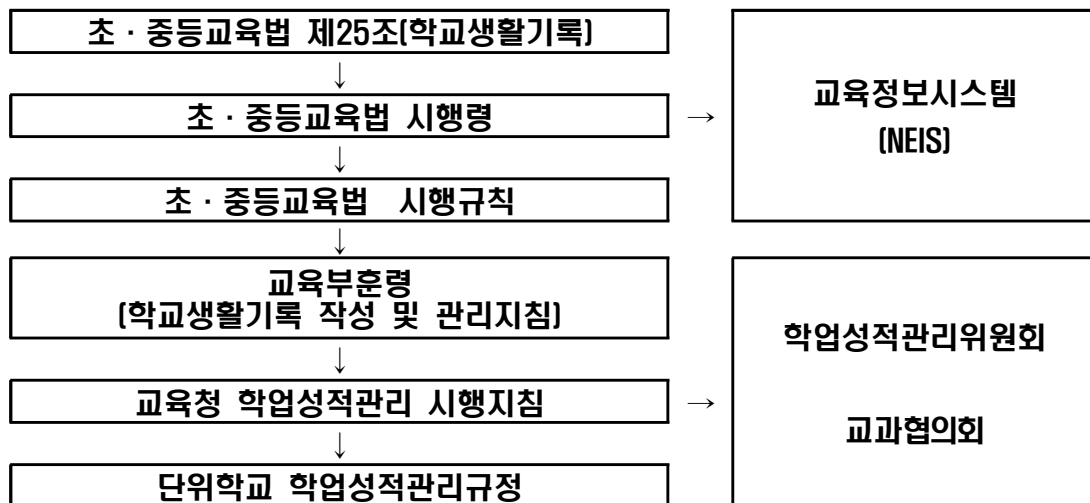 초ㆍ중등교육법 제25조(학교생활기록)
↓
초ㆍ중등교육법 시행령
↓
초ㆍ중등교육법 시행규칙
↓
교육부훈령
(학교생활기록 작성 및 관리지침)
↓
교육청 학업성적관리 시행지침
↓
단위학교 학업성적관리규정
→
교육정보시스템
(NEIS)
→
학업성적관리위원회
교과협의회